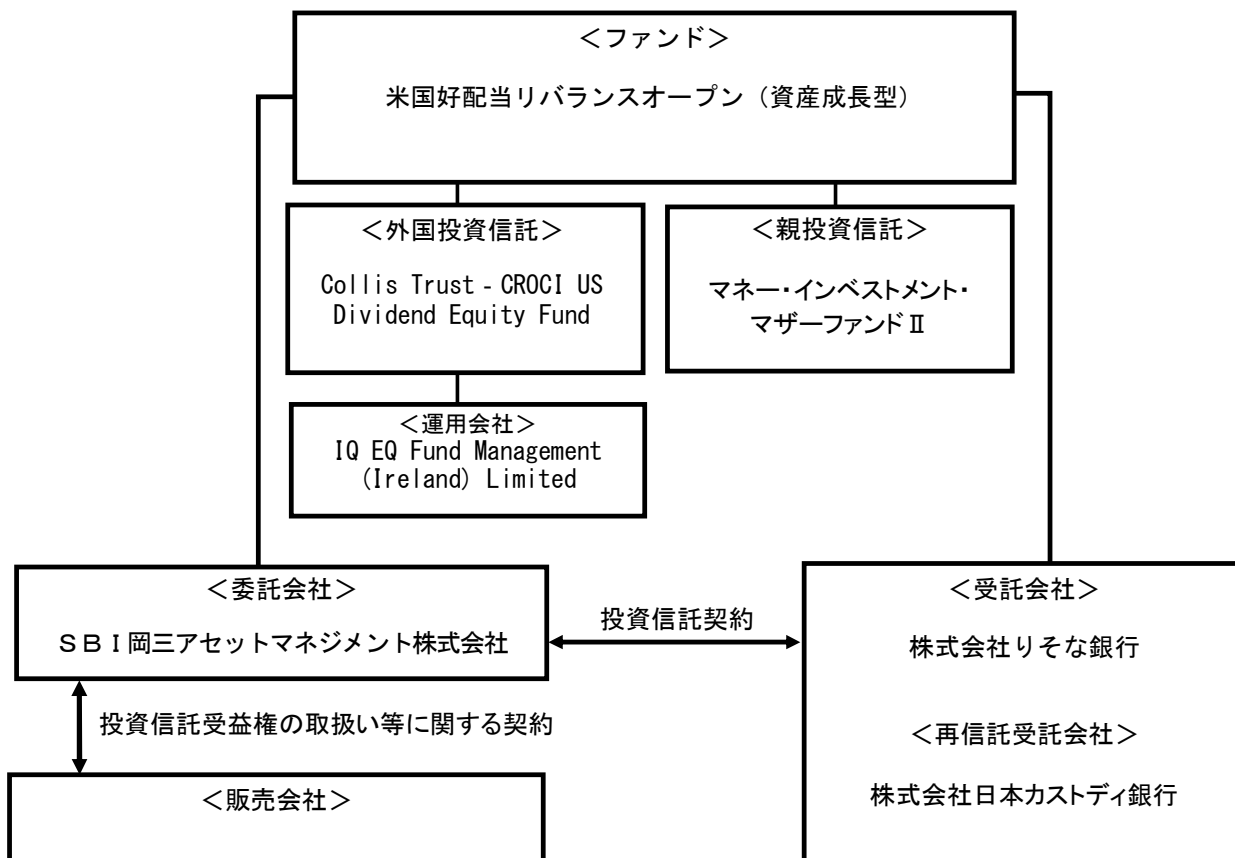 ＜ファンド＞
米国好配当リバランスオープン（資産成長型）
＜外国投資信託＞
Collis Trust‐CROCI US
Dividend Equity Fund
＜親投資信託＞
マネー・インベストメント・
マザーファンドⅡ
＜運用会社＞
IQ EQ Fund Management
(Ireland) Limited
＜委託会社＞
ＳＢＩ岡三アセットマネジメント株式会社
投資信託契約
＜受託会社＞
株式会社りそな銀行
＜再信託受託会社＞
株式会社日本カストディ銀行
投資信託受益権の取扱い等に関する契約
＜販売会社＞